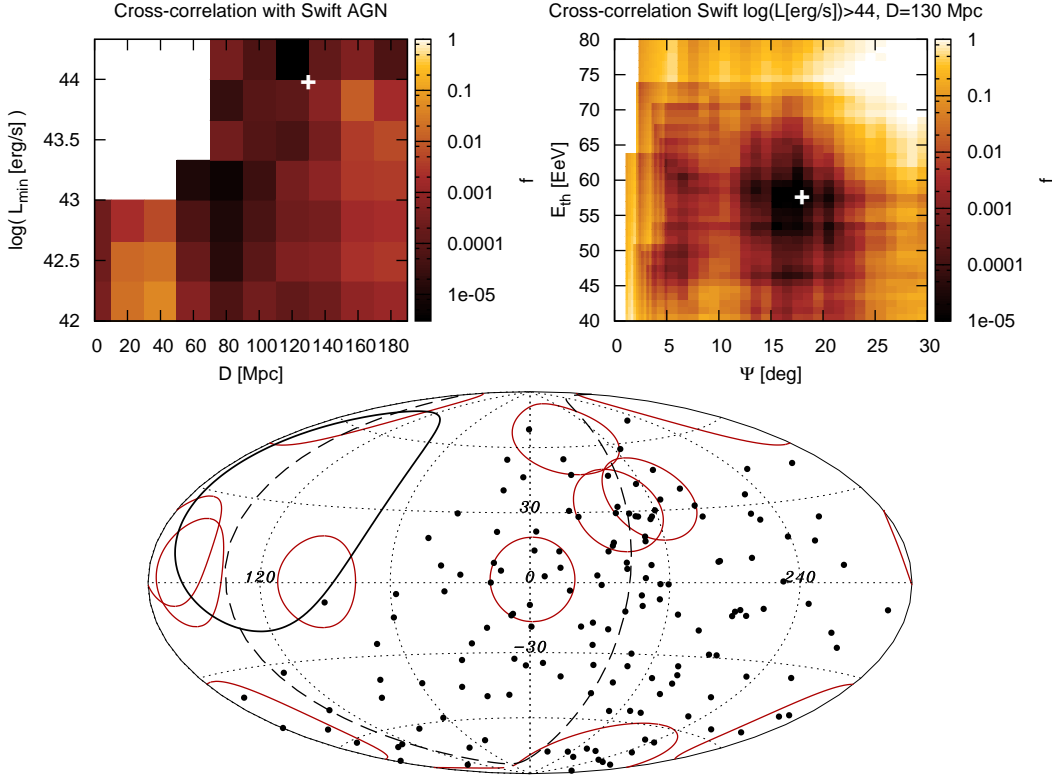 Cross-correlation with Swift AGN
44
43.5
43
42.5
42
log( L_min [erg/s] )
0 20 40 60 80 100 120 140 160 180
D [Mpc]
1
0.1
0.01
0.001
0.0001
1e-05
f
Cross-correlation Swift log(L[erg/s])>44, D=130 Mpc
80
75
70
65
60
55
50
45
40
E_th [EeV]
0 5 10 15 20 25 30
Ψ [deg]
1
0.1
0.01
0.001
0.0001
1e-05
f
30
120 0 240
-30